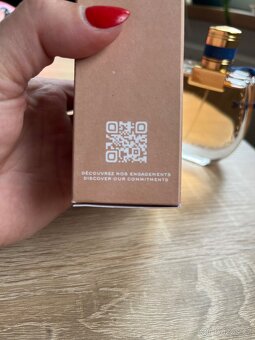 DÉCOUVREZ NOS ENGAGEMENTS
DISCOVER OUR COMMITMENTS